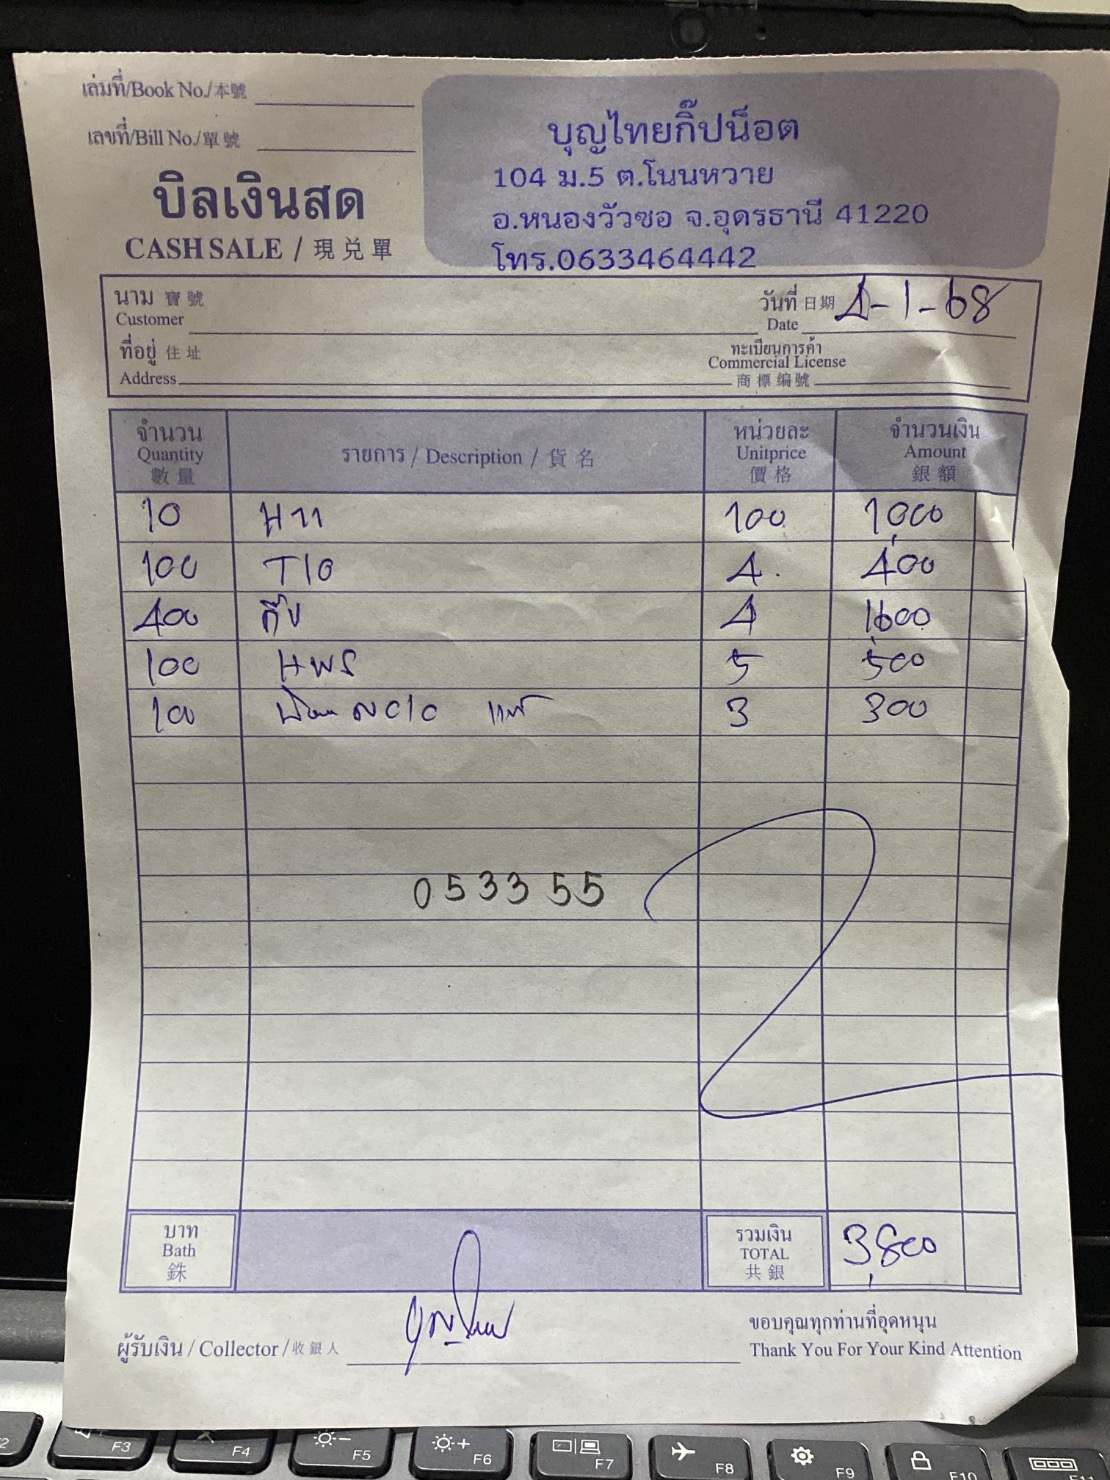 เล่มที่/Book No./本號
เลขที่/Bill No./單號
บิลเงินสด
CASH SALE / 現兌單
บุญไทยกิ๊ปน็อต
104 ม.5 ต.โนนหวาย
อ.หนองวัวซอ จ.อุดรธานี 41220
โทร.0633464442
นาม 寶號
Customer
วันที่ 日期 4-1-68
Date
ที่อยู่ 住址
Address
ทะเบียนการค้า
Commercial License
商標編號
จำนวน รายการ / Description / 貨名 หน่วยละ จำนวนเงิน
Quantity Unitprice Amount
數量 價格 銀額
10 100 1,000
100 T10 4. 400
400 กิ๊บ 4 1,600
100 5 500
100 3 300
0533 55
บาท
Bath
銖
รวมเงิน
TOTAL
共銀
3,800
ผู้รับเงิน / Collector / 收銀人
ขอบคุณทุกท่านที่อุดหนุน
Thank You For Your Kind Attention
F3 F4 F5 F6 F7 F8 F9 F10